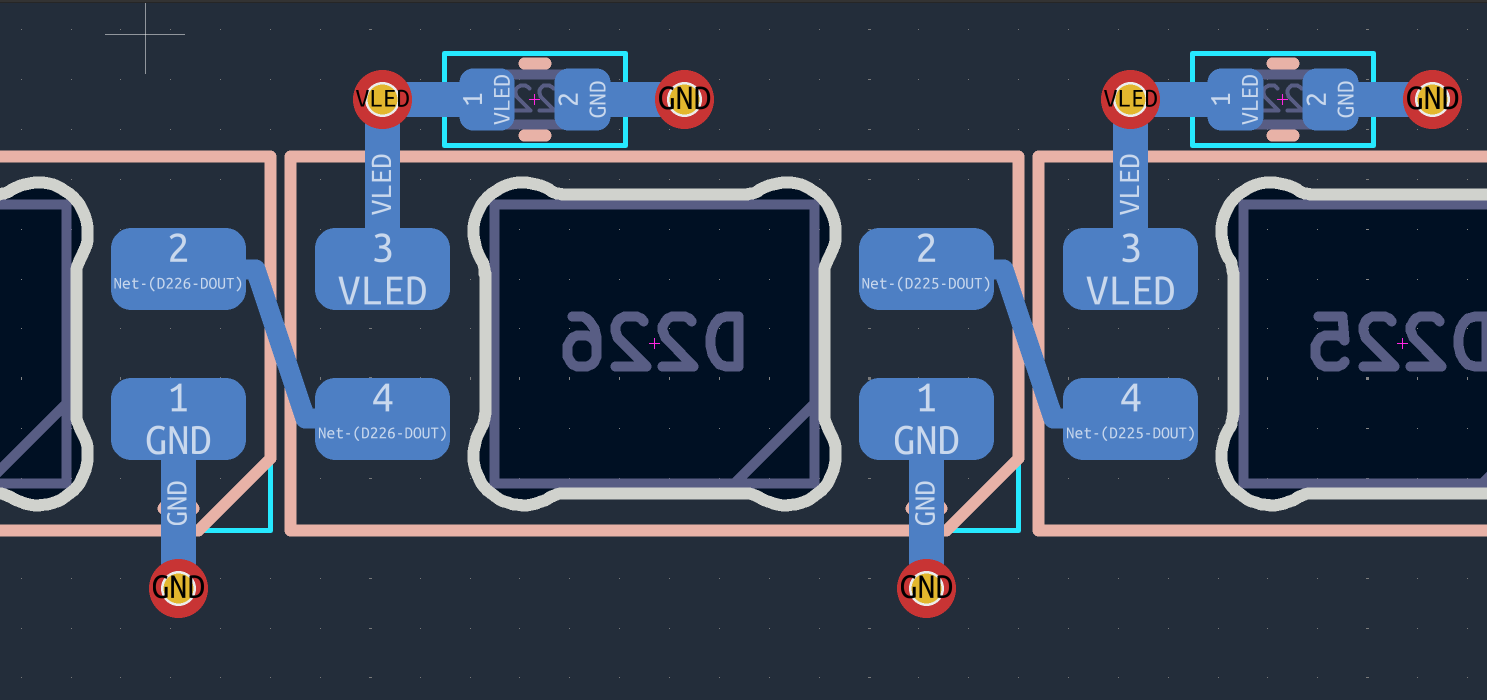 VLED
1
VLED
2
GND
GND
VLED
1
VLED
2
GND
GND
VLED
VLED
2
Net-(D226-DOUT)
3
VLED
2
Net-(D225-DOUT)
3
VLED
D226
D225
1
GND
4
Net-(D226-DOUT)
1
GND
4
Net-(D225-DOUT)
GND
GND
GND
GND